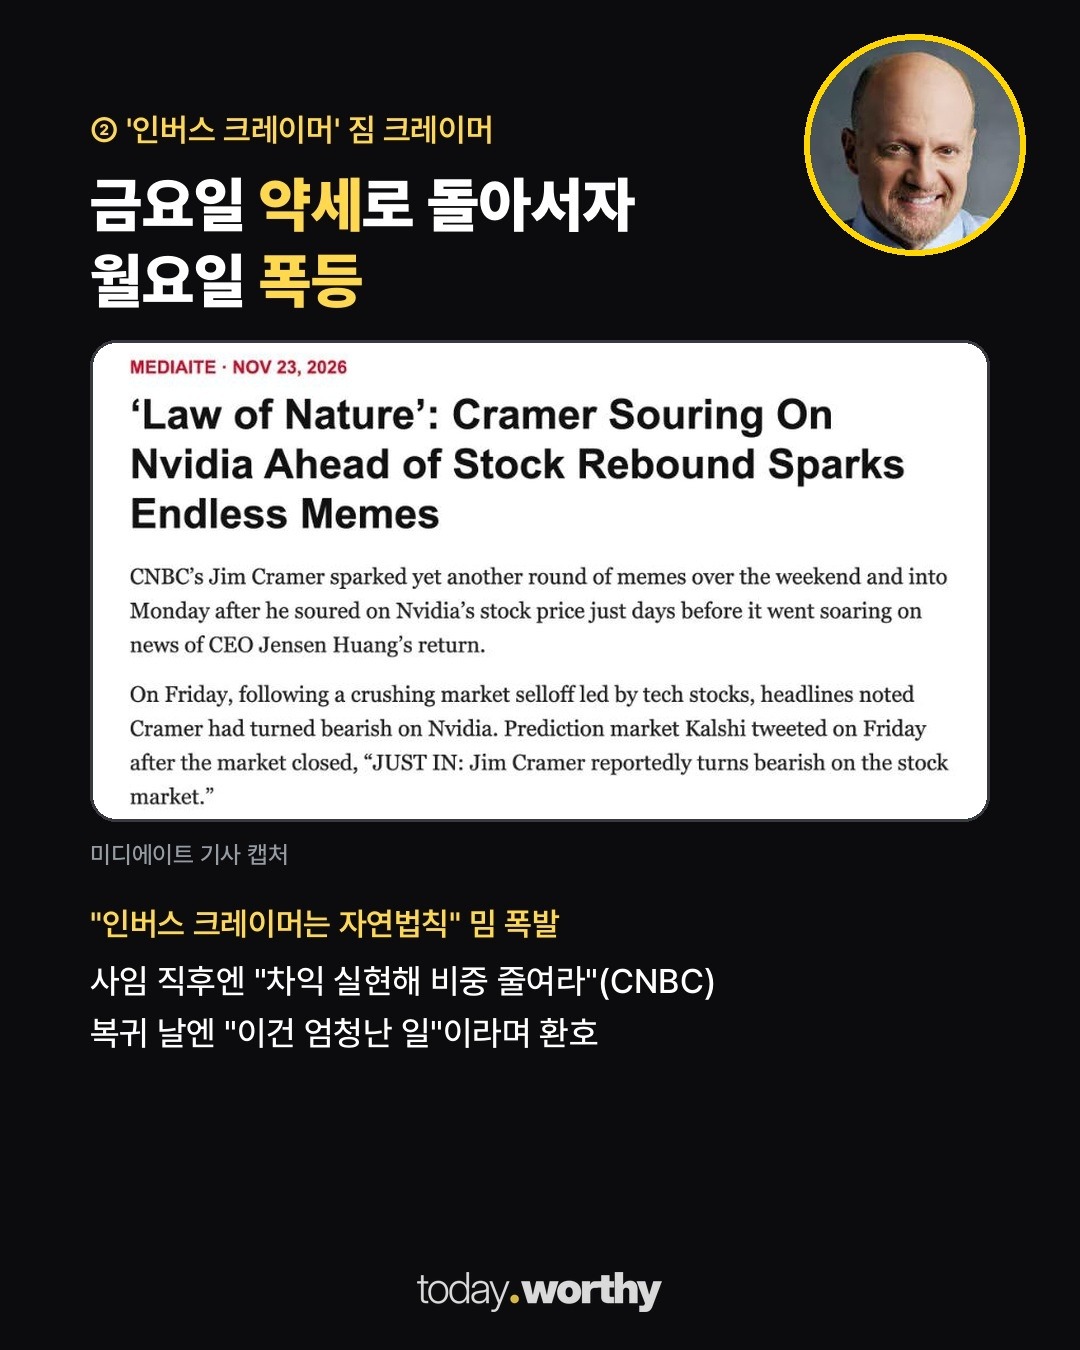 ② '인버스 크레이머' 짐 크레이머
금요일 약세로 돌아서자
월요일 폭등
MEDIAITE · NOV 23, 2026
‘Law of Nature’: Cramer Souring On
Nvidia Ahead of Stock Rebound Sparks
Endless Memes
CNBC’s Jim Cramer sparked yet another round of memes over the weekend and into
Monday after he soured on Nvidia’s stock price just days before it went soaring on
news of CEO Jensen Huang’s return.
On Friday, following a crushing market selloff led by tech stocks, headlines noted
Cramer had turned bearish on Nvidia. Prediction market Kalshi tweeted on Friday
after the market closed, “JUST IN: Jim Cramer reportedly turns bearish on the stock
market.”
미디에이트 기사 캡처
"인버스 크레이머는 자연법칙" 밈 폭발
사임 직후엔 "차익 실현해 비중 줄여라"(CNBC)
복귀 날엔 "이건 엄청난 일"이라며 환호
today.worthy